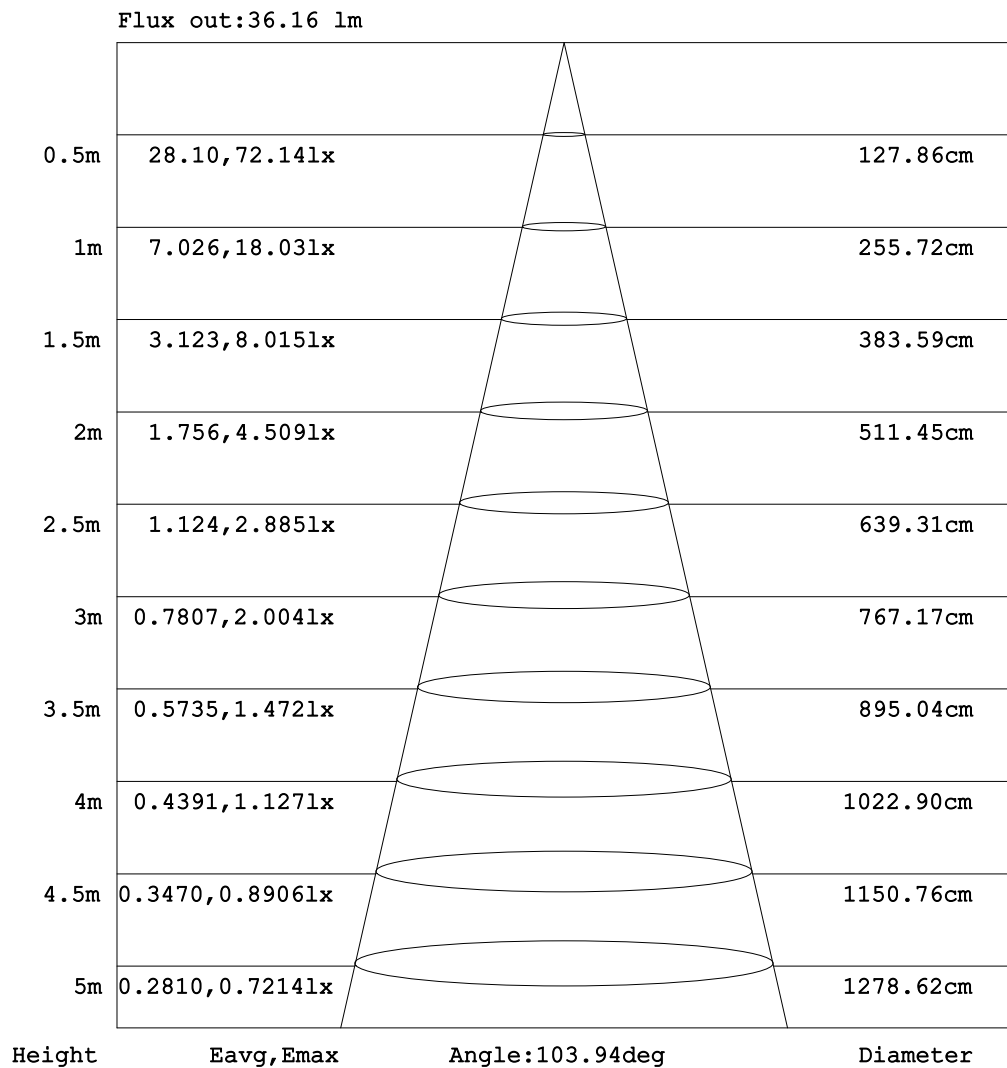 Flux out:36.16 lm
0.5m 28.10,72.14lx 127.86cm
1m 7.026,18.03lx 255.72cm
1.5m 3.123,8.015lx 383.59cm
2m 1.756,4.509lx 511.45cm
2.5m 1.124,2.885lx 639.31cm
3m 0.7807,2.004lx 767.17cm
3.5m 0.5735,1.472lx 895.04cm
4m 0.4391,1.127lx 1022.90cm
4.5m 0.3470,0.8906lx 1150.76cm
5m 0.2810,0.7214lx 1278.62cm
Height Eavg,Emax Angle:103.94deg Diameter